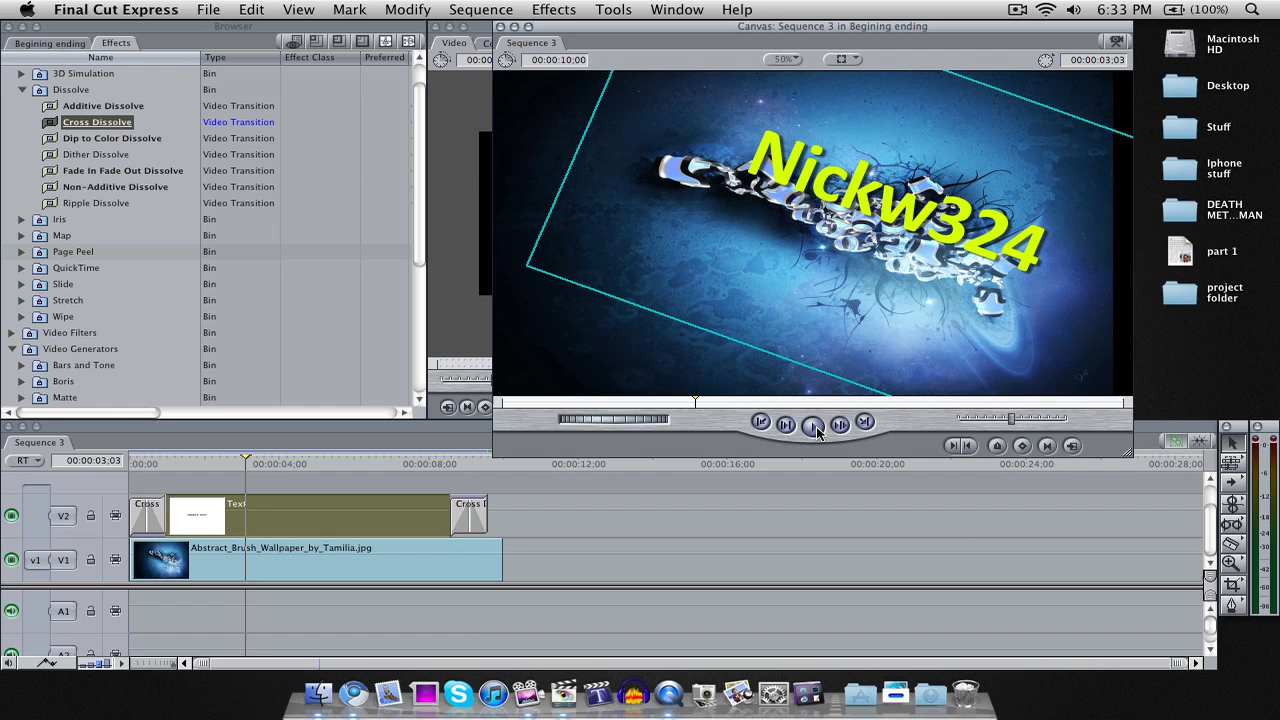 Final Cut Express File Edit View Mark Modify Sequence Effects Tools Window Help 6:33 PM (100%)
Browser
Canvas: Sequence 3 in Begining ending
Begining ending Effects
Video
Sequence 3
Name Type Effect Class Preferred
00:00:10;00
50%
00:00:03;03
3D Simulation Bin
Dissolve Bin
Additive Dissolve Video Transition
Cross Dissolve Video Transition
Dip to Color Dissolve Video Transition
Dither Dissolve Video Transition
Fade In Fade Out Dissolve Video Transition
Non-Additive Dissolve Video Transition
Ripple Dissolve Video Transition
Iris Bin
Map Bin
Page Peel Bin
QuickTime Bin
Slide Bin
Stretch Bin
Wipe Bin
Video Filters Bin
Video Generators Bin
Bars and Tone Bin
Boris Bin
Matte Bin
Nickw324
Macintosh
HD
Desktop
Stuff
Iphone
stuff
DEATH
MET...MAN
part 1
project
folder
Sequence 3
RT 00:00:03;03 :00;00 00:00:04;00 00:00:08;00 00:00:12;00 00:00:16;00 00:00:20;00 00:00:24;00 00:00:28;00
V2 Cross Text Cross D
v1 V1 Abstract_Brush_Wallpaper_by_Tamilia.jpg
A1